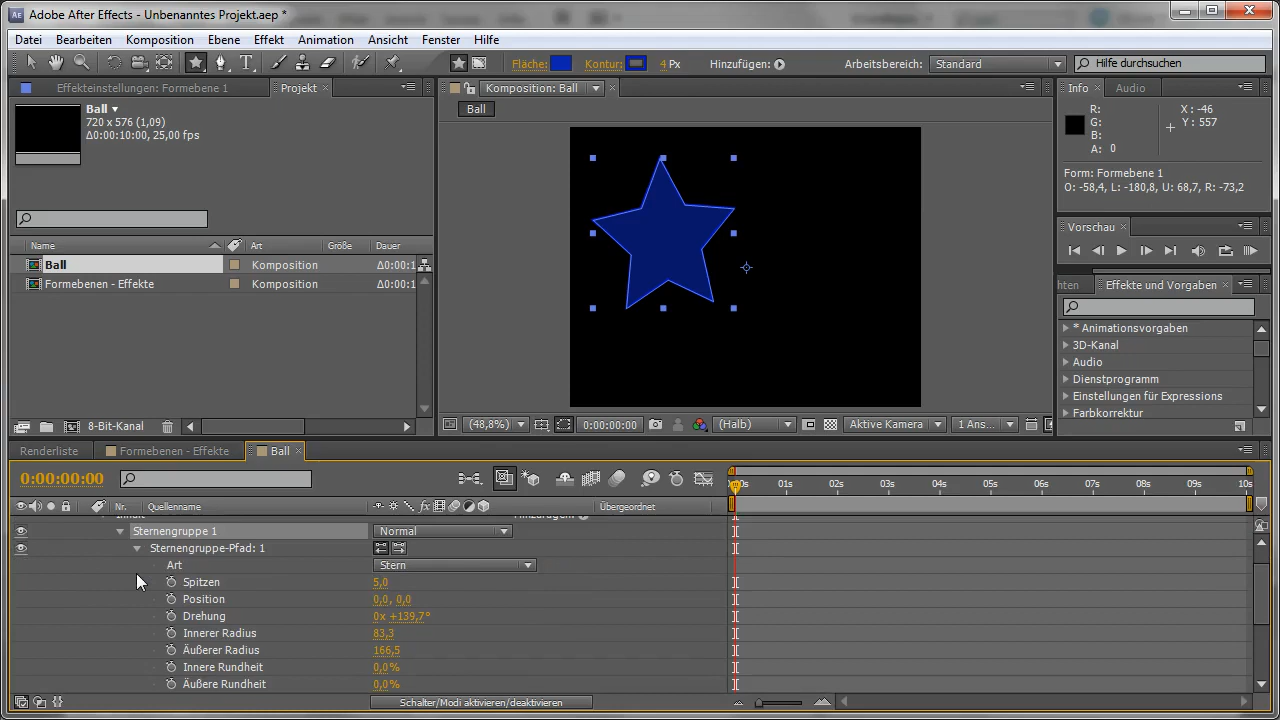 Adobe After Effects - Unbenanntes Projekt.aep *
Datei Bearbeiten Komposition Ebene Effekt Animation Ansicht Fenster Hilfe
Fläche: Kontur: 4 Px Hinzufügen: Arbeitsbereich: Standard Hilfe durchsuchen
Effekteinstellungen: Formebene 1 Projekt
Ball
720 x 576 (1,09)
Δ0:00:10:00, 25,00 fps
Name Art Größe Dauer
Ball Komposition Δ0:00:1
Formebenen - Effekte Komposition Δ0:00:1
8-Bit-Kanal
Komposition: Ball
Ball
(48,8%) 0:00:00:00 (Halb) Aktive Kamera 1 Ans...
Info Audio
R: X : -46
G: Y : 557
B:
A: 0
Form: Formebene 1
O: -58,4, L: -180,8, U: 68,7, R: -73,2
Vorschau
hten Effekte und Vorgaben
* Animationsvorgaben
3D-Kanal
Audio
Dienstprogramm
Einstellungen für Expressions
Farbkorrektur
Renderliste Formebenen - Effekte Ball
0:00:00:00
Nr. Quellenname Übergeordnet
00s 01s 02s 03s 04s 05s 06s 07s 08s 09s 10s
Inhalt Hinzufügen:
Sternengruppe 1 Normal
Sternengruppe-Pfad: 1
Art Stern
Spitzen 5,0
Position 0,0, 0,0
Drehung 0x +139,7°
Innerer Radius 83,3
Äußerer Radius 166,5
Innere Rundheit 0,0%
Äußere Rundheit 0,0%
Schalter/Modi aktivieren/deaktivieren